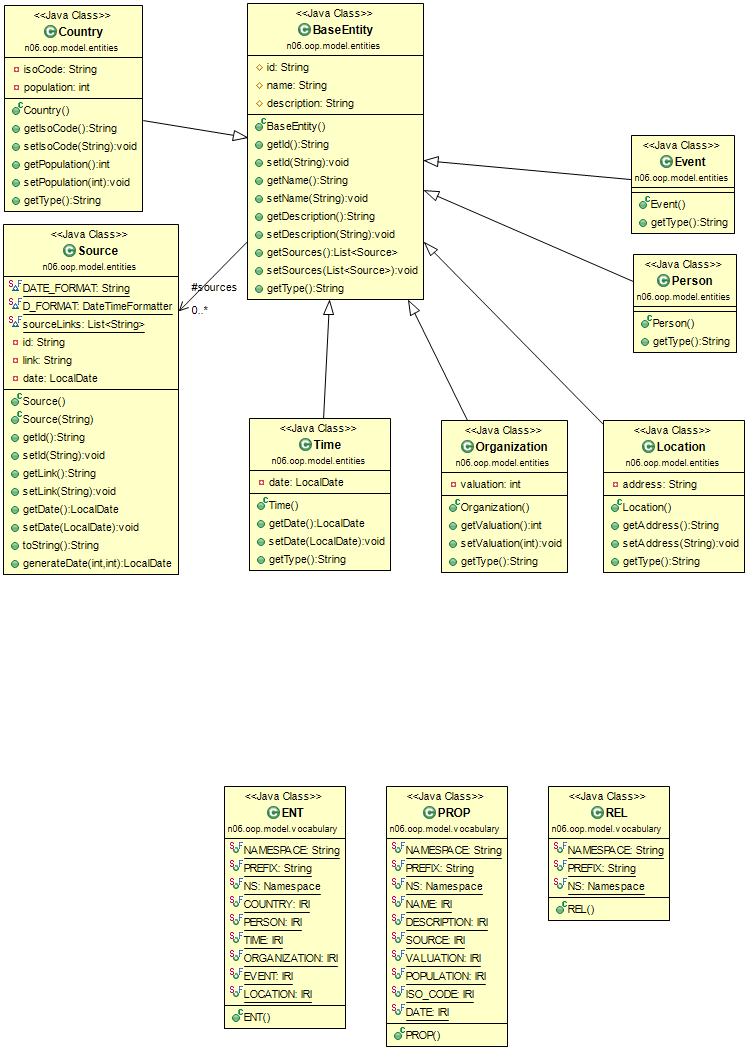 <<Java Class>>
Country
n06.oop.model.entities
isoCode: String
population: int
Country()
getIsoCode():String
setIsoCode(String):void
getPopulation():int
setPopulation(int):void
getType():String
<<Java Class>>
BaseEntity
n06.oop.model.entities
id: String
name: String
description: String
BaseEntity()
getId():String
setId(String):void
getName():String
setName(String):void
getDescription():String
setDescription(String):void
getSources():List<Source>
setSources(List<Source>):void
getType():String
<<Java Class>>
Event
n06.oop.model.entities
Event()
getType():String
<<Java Class>>
Source
n06.oop.model.entities
DATE_FORMAT: String
D_FORMAT: DateTimeFormatter
sourceLinks: List<String>
id: String
link: String
date: LocalDate
Source()
Source(String)
getId():String
setId(String):void
getLink():String
setLink(String):void
getDate():LocalDate
setDate(LocalDate):void
toString():String
generateDate(int,int):LocalDate
#sources
0..*
<<Java Class>>
Person
n06.oop.model.entities
Person()
getType():String
<<Java Class>>
Time
n06.oop.model.entities
date: LocalDate
Time()
getDate():LocalDate
setDate(LocalDate):void
getType():String
<<Java Class>>
Organization
n06.oop.model.entities
valuation: int
Organization()
getValuation():int
setValuation(int):void
getType():String
<<Java Class>>
Location
n06.oop.model.entities
address: String
Location()
getAddress():String
setAddress(String):void
getType():String
<<Java Class>>
ENT
n06.oop.model.vocabulary
NAMESPACE: String
PREFIX: String
NS: Namespace
COUNTRY: IRI
PERSON: IRI
TIME: IRI
ORGANIZATION: IRI
EVENT: IRI
LOCATION: IRI
ENT()
<<Java Class>>
PROP
n06.oop.model.vocabulary
NAMESPACE: String
PREFIX: String
NS: Namespace
NAME: IRI
DESCRIPTION: IRI
SOURCE: IRI
VALUATION: IRI
POPULATION: IRI
ISO_CODE: IRI
DATE: IRI
PROP()
<<Java Class>>
REL
n06.oop.model.vocabulary
NAMESPACE: String
PREFIX: String
NS: Namespace
REL()